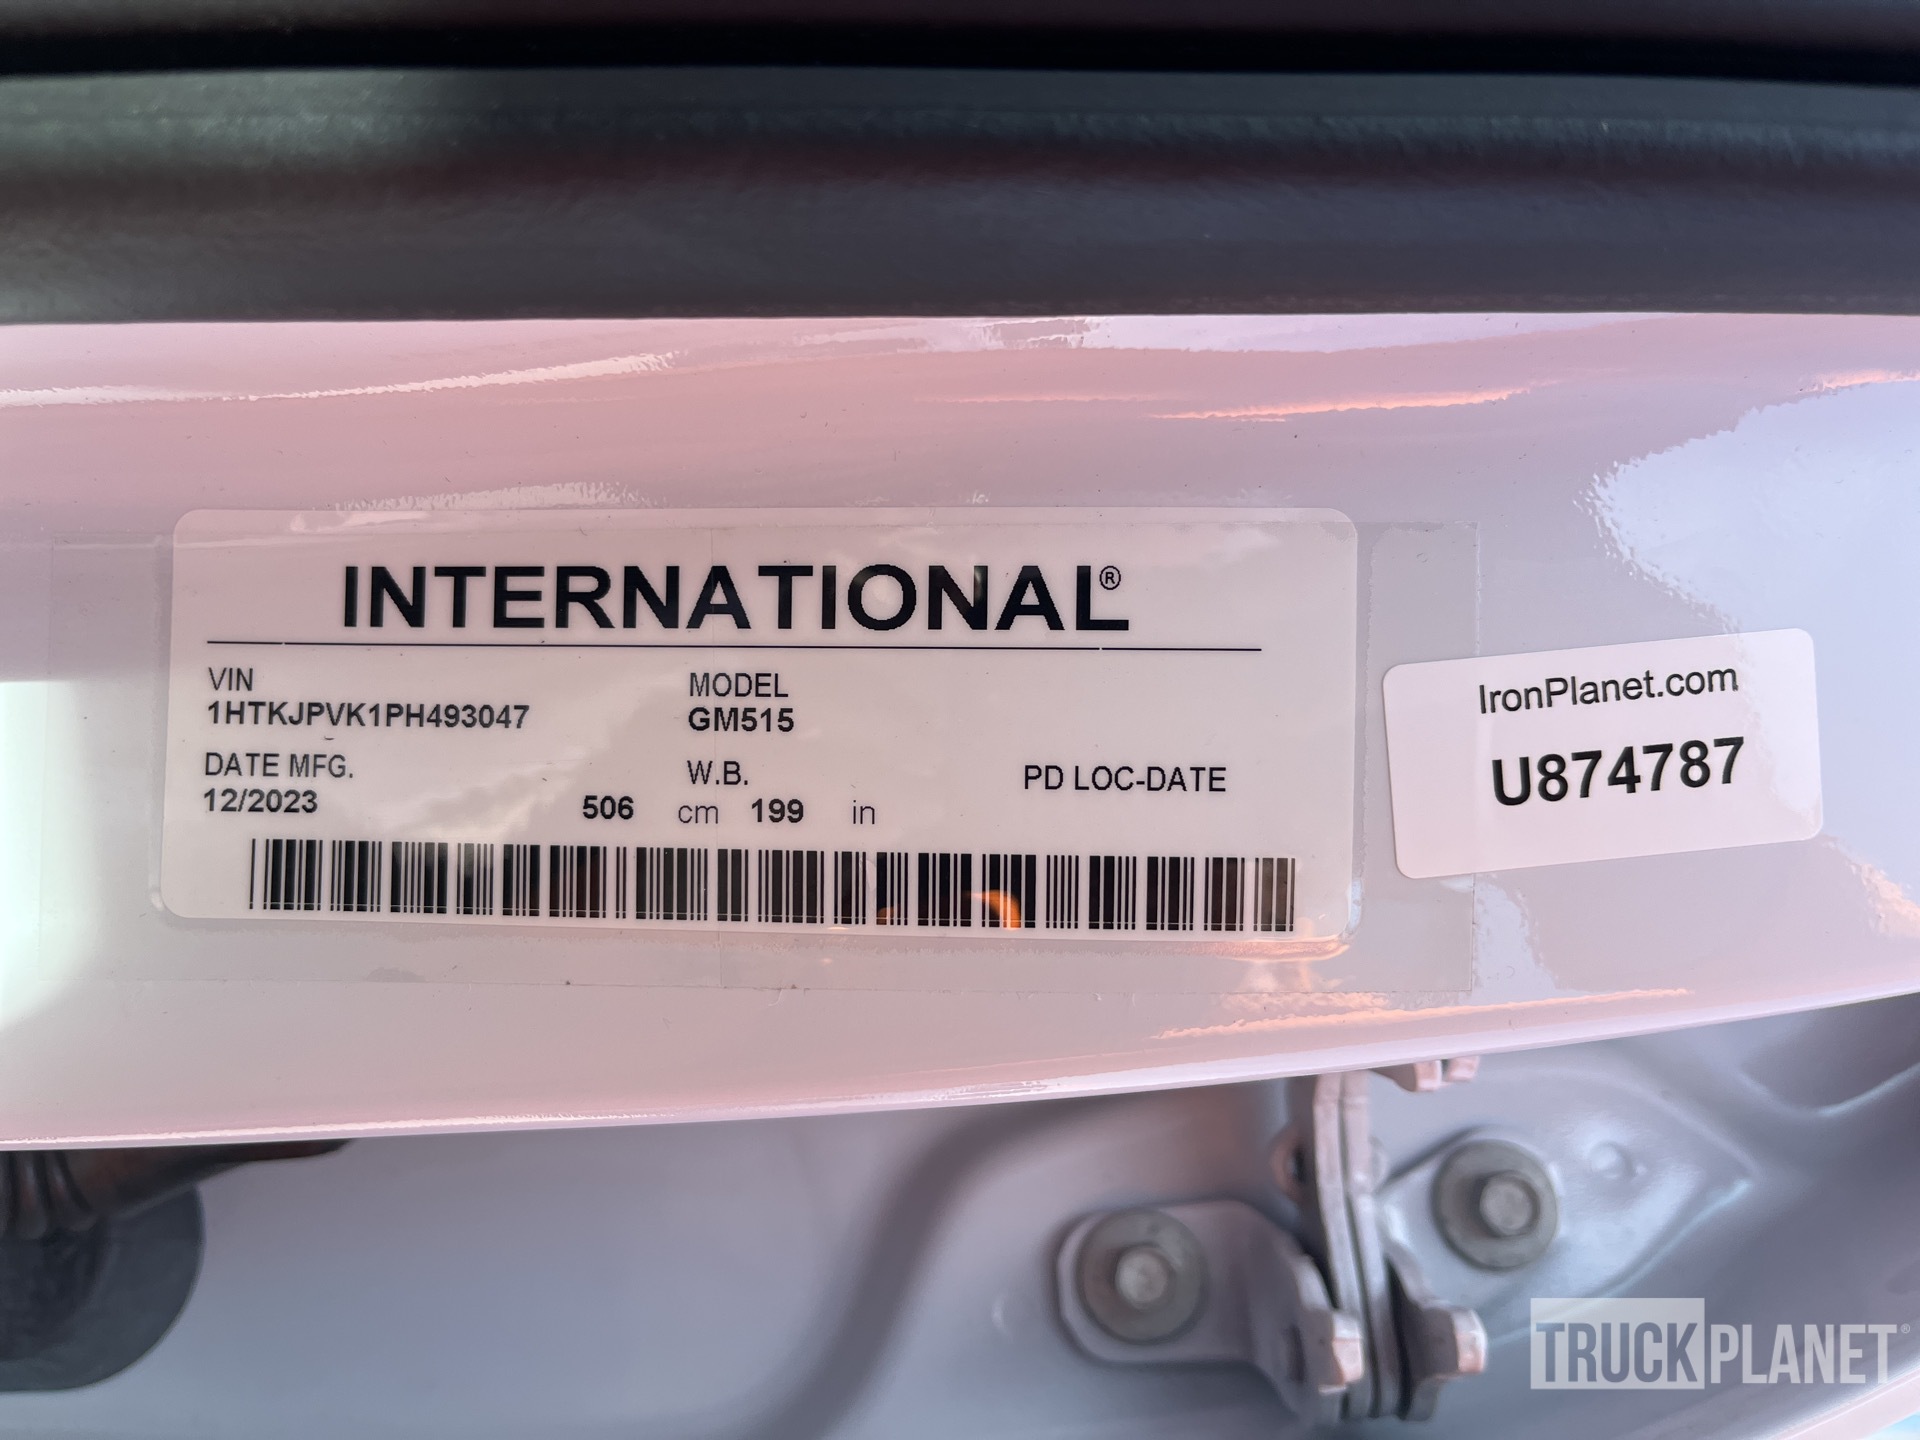 INTERNATIONAL®
VIN
1HTKJPVK1PH493047
MODEL
GM515
DATE MFG.
12/2023
W.B.
506 cm 199 in
PD LOC-DATE
IronPlanet.com
U874787
TRUCKPLANET®